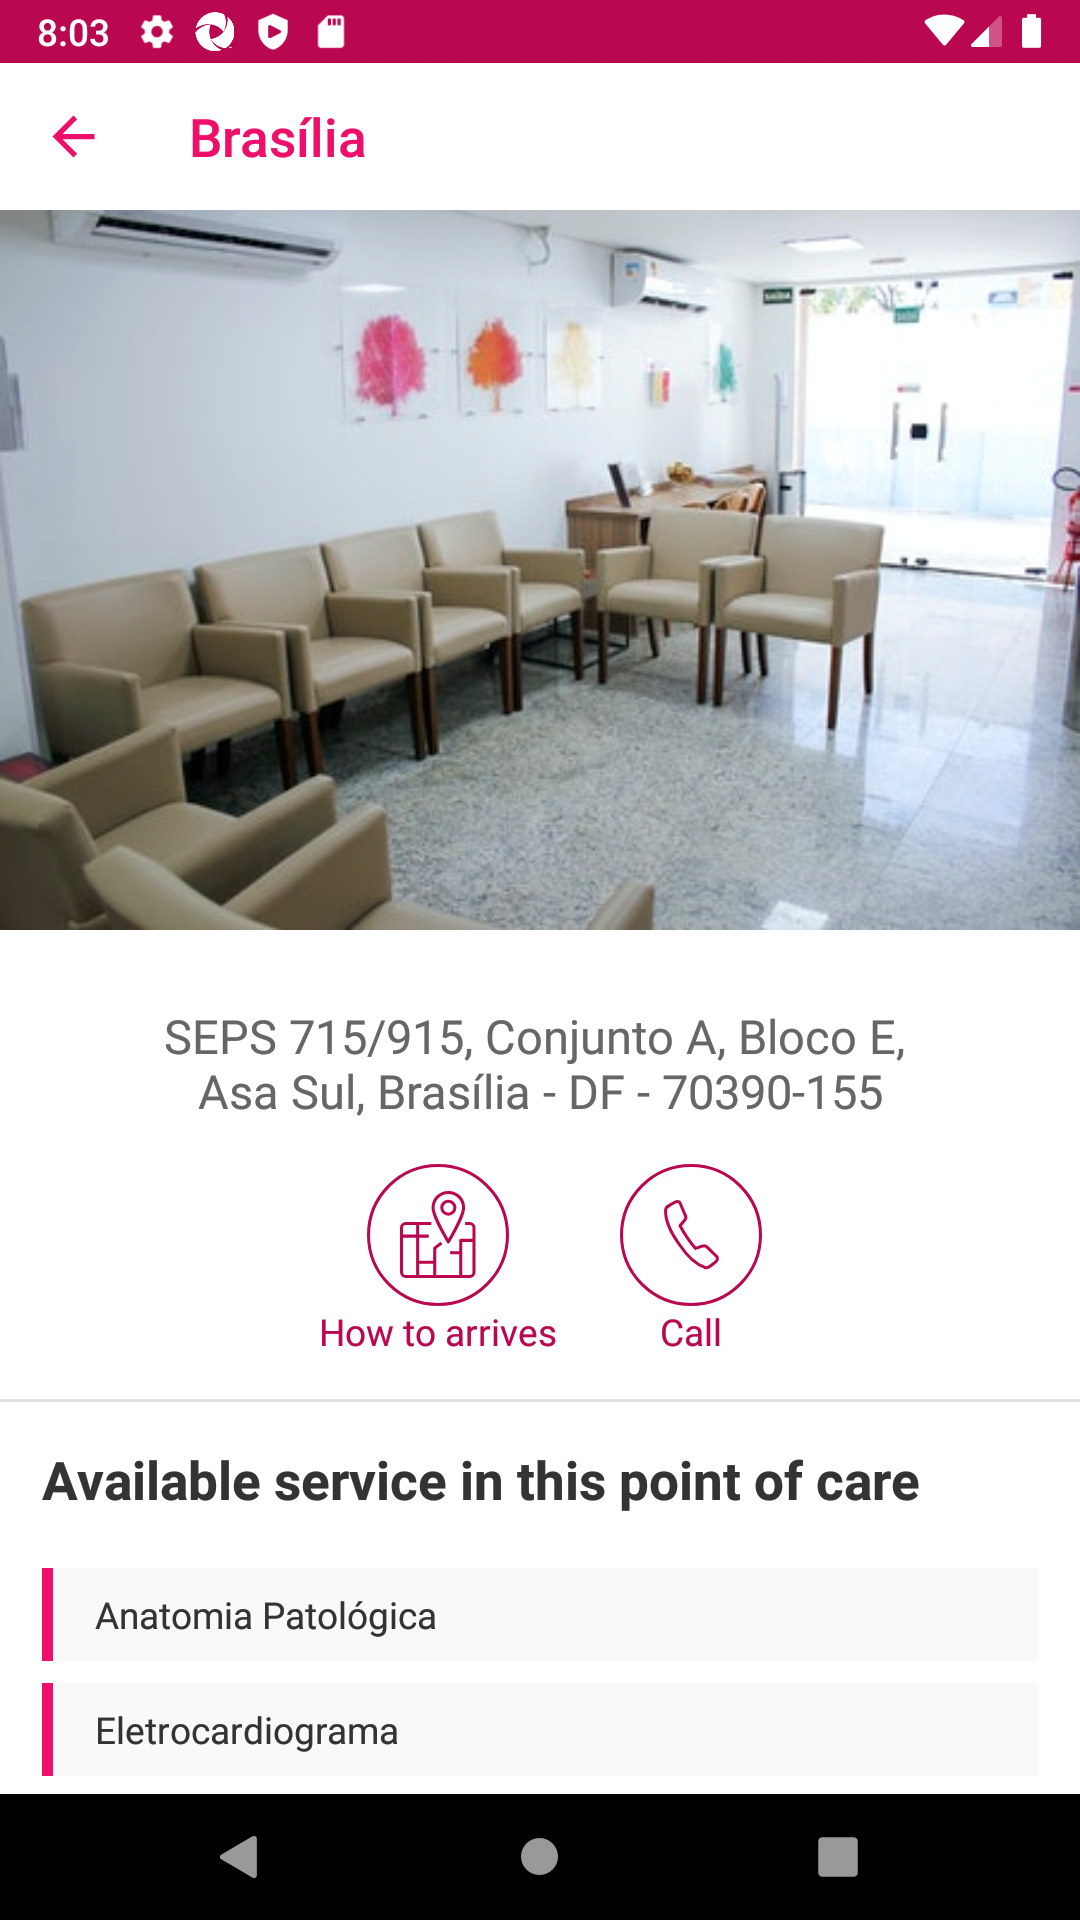 8:03
Brasília
SAÍDA
SEPS 715/915, Conjunto A, Bloco E,
Asa Sul, Brasília - DF - 70390-155
How to arrives
Call
Available service in this point of care
Anatomia Patológica
Eletrocardiograma